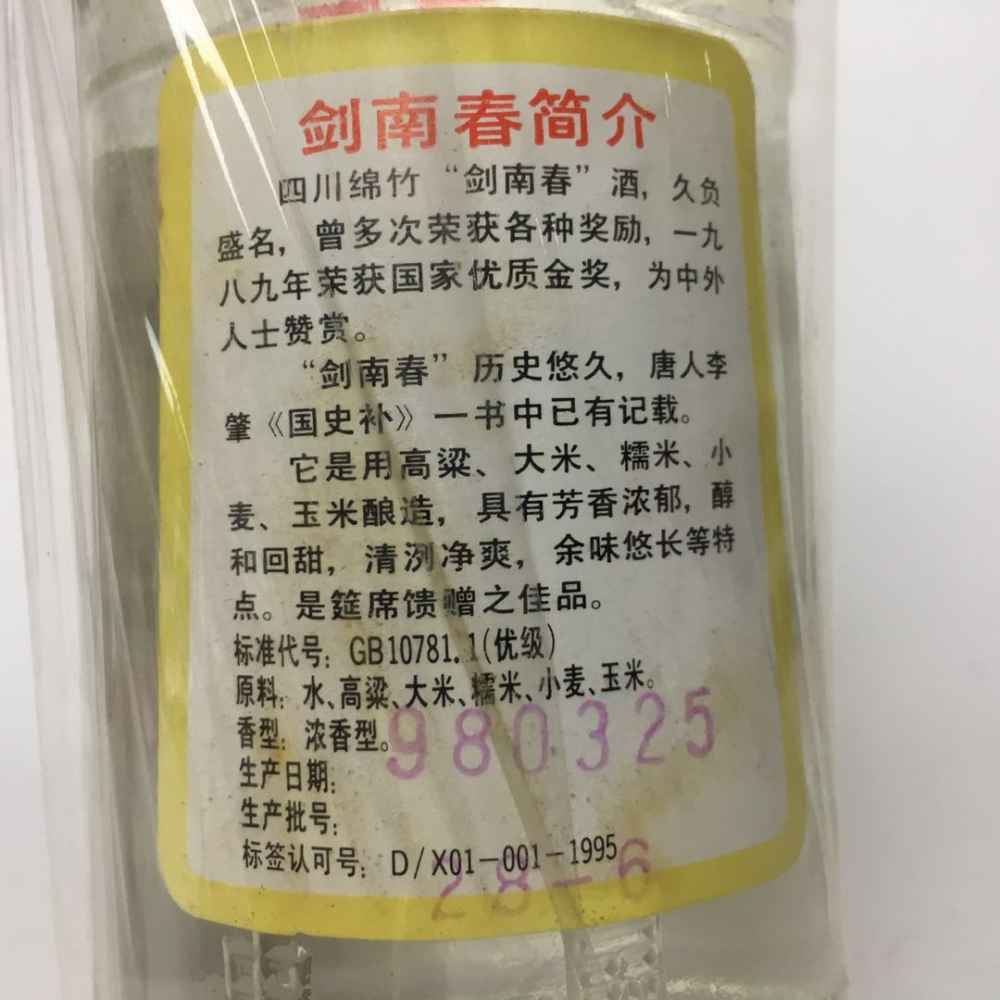 剑南春简介
四川绵竹“剑南春”酒，久负
盛名，曾多次荣获各种奖励，一九
八九年荣获国家优质金奖，为中外
人士赞赏。
“剑南春”历史悠久，唐人李
肇《国史补》一书中已有记载。
它是用高粱、大米、糯米、小
麦、玉米酿造，具有芳香浓郁，醇
和回甜，清冽净爽，余味悠长等特
点。是筵席馈赠之佳品。
标准代号：GB10781.1(优级)
原料：水、高粱、大米、糯米、小麦、玉米。
香型：浓香型。
980325
生产日期：
生产批号：
标签认可号：D/X01-001-1995
28-6